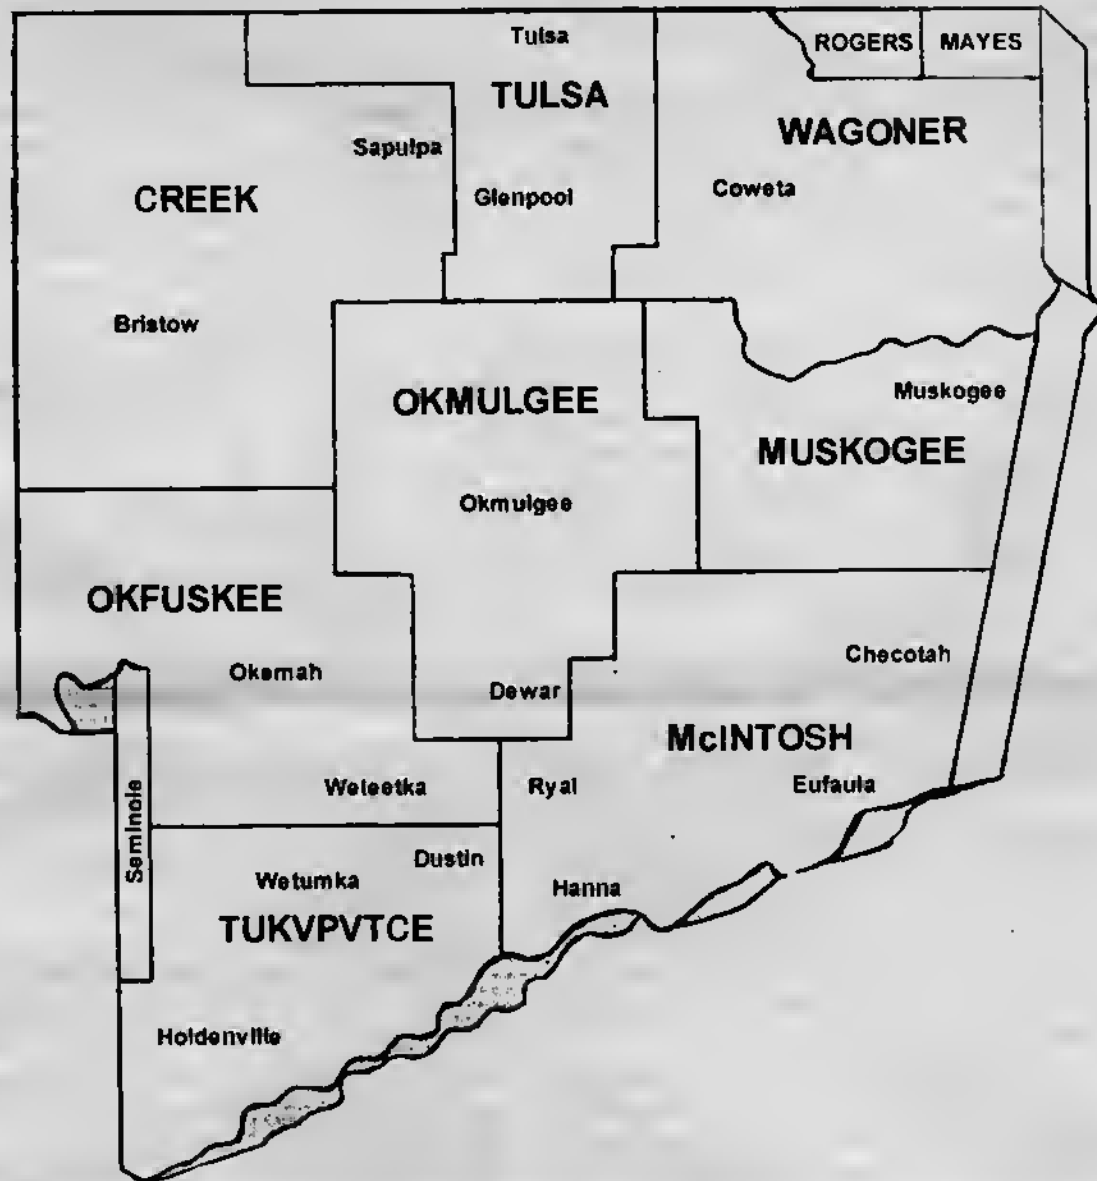 Tulsa
ROGERS
MAYES
TULSA
WAGONER
Sapulpa
CREEK
Glenpool
Coweta
Bristow
OKMULGEE
Muskogee
MUSKOGEE
Okmulgee
OKFUSKEE
Okemah
Checotah
Dewar
McINTOSH
Weleetka
Ryal
Eufaula
Seminole
Dustin
Wetumka
Hanna
TUKVPVTCE
Holdenville